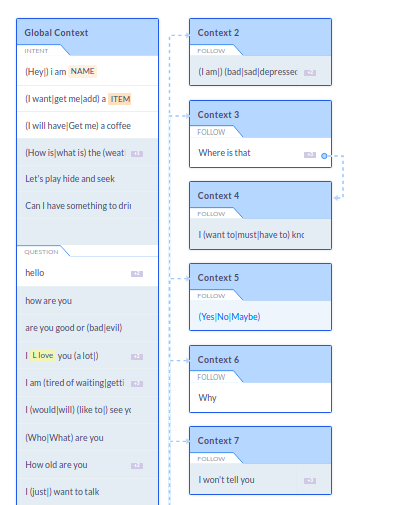 Global Context
INTENT
(Hey|) i am NAME
(I want|get me|add) a ITEM
(I will have|Get me) a coffee
(How is|what is) the (weat
Let's play hide and seek
Can I have something to drin
QUESTION
hello
how are you
are you good or (bad|evil)
I L love you (a lot|)
I am (tired of waiting|getti
I (would|will) (like to|) see yo
(Who|What) are you
How old are you
I (just|) want to talk
Context 2
FOLLOW
(I am|) (bad|sad|depressed
Context 3
FOLLOW
Where is that
Context 4
FOLLOW
I (want to|must|have to) kno
Context 5
FOLLOW
(Yes|No|Maybe)
Context 6
FOLLOW
Why
Context 7
FOLLOW
I won't tell you